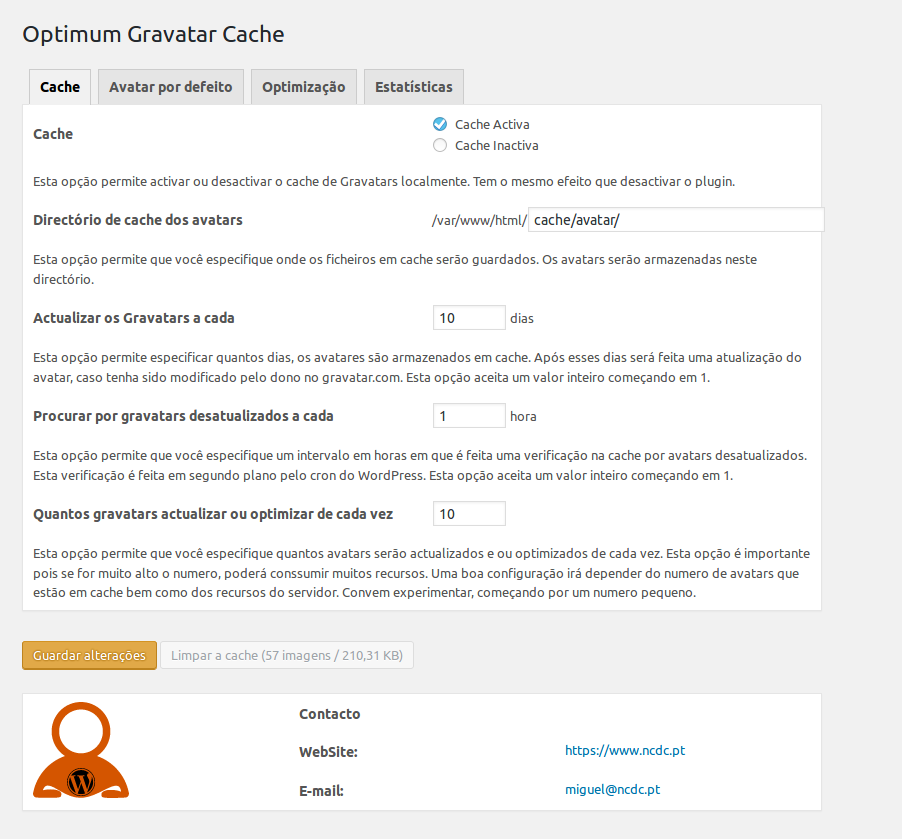 Optimum Gravatar Cache
Cache Avatar por defeito Optimização Estatísticas
Cache
Cache Activa
Cache Inactiva
Esta opção permite activar ou desactivar o cache de Gravatars localmente. Tem o mesmo efeito que desactivar o plugin.
Directório de cache dos avatars /var/www/html/ cache/avatar/
Esta opção permite que você especifique onde os ficheiros em cache serão guardados. Os avatars serão armazenadas neste
directório.
Actualizar os Gravatars a cada 10 dias
Esta opção permite especificar quantos dias, os avatares são armazenados em cache. Após esses dias será feita uma atualização do
avatar, caso tenha sido modificado pelo dono no gravatar.com. Esta opção aceita um valor inteiro começando em 1.
Procurar por gravatars desatualizados a cada 1 hora
Esta opção permite que você especifique um intervalo em horas em que é feita uma verificação na cache por avatars desatualizados.
Esta verificação é feita em segundo plano pelo cron do WordPress. Esta opção aceita um valor inteiro começando em 1.
Quantos gravatars actualizar ou optimizar de cada vez 10
Esta opção permite que você especifique quantos avatars serão actualizados e ou optimizados de cada vez. Esta opção é importante
pois se for muito alto o numero, poderá conssumir muitos recursos. Uma boa configuração irá depender do numero de avatars que
estão em cache bem como dos recursos do servidor. Convem experimentar, começando por um numero pequeno.
Guardar alterações Limpar a cache (57 imagens / 210,31 KB)
Contacto
WebSite: https://www.ncdc.pt
E-mail: miguel@ncdc.pt